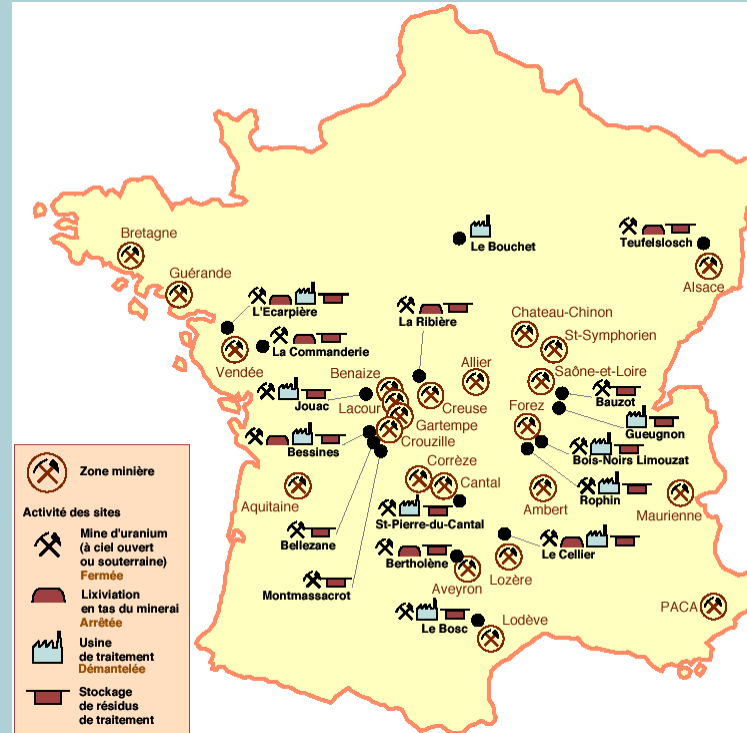 Bretagne
Guérande
Le Bouchet
Teufelslosch
Alsace
L'Ecarpière
La Ribière
Chateau-Chinon
St-Symphorien
La Commanderie
Vendée
Allier
Saône-et-Loire
Benaize
Jouac
Lacour
Creuse
Bauzot
Forez
Gueugnon
Gartempe
Crouzille
Bessines
Bois-Noirs Limouzat
Corrèze
Cantal
Rophin
Aquitaine
Ambert
Maurienne
St-Pierre-du-Cantal
Bellezane
Le Cellier
Bertholène
Lozère
Aveyron
Montmassacrot
PACA
Lodève
Le Bosc
Zone minière
Activité des sites
Mine d'uranium
(à ciel ouvert
ou souterraine)
Fermée
Lixiviation
en tas du minerai
Arrêtée
Usine
de traitement
Démantelée
Stockage
de résidus
de traitement